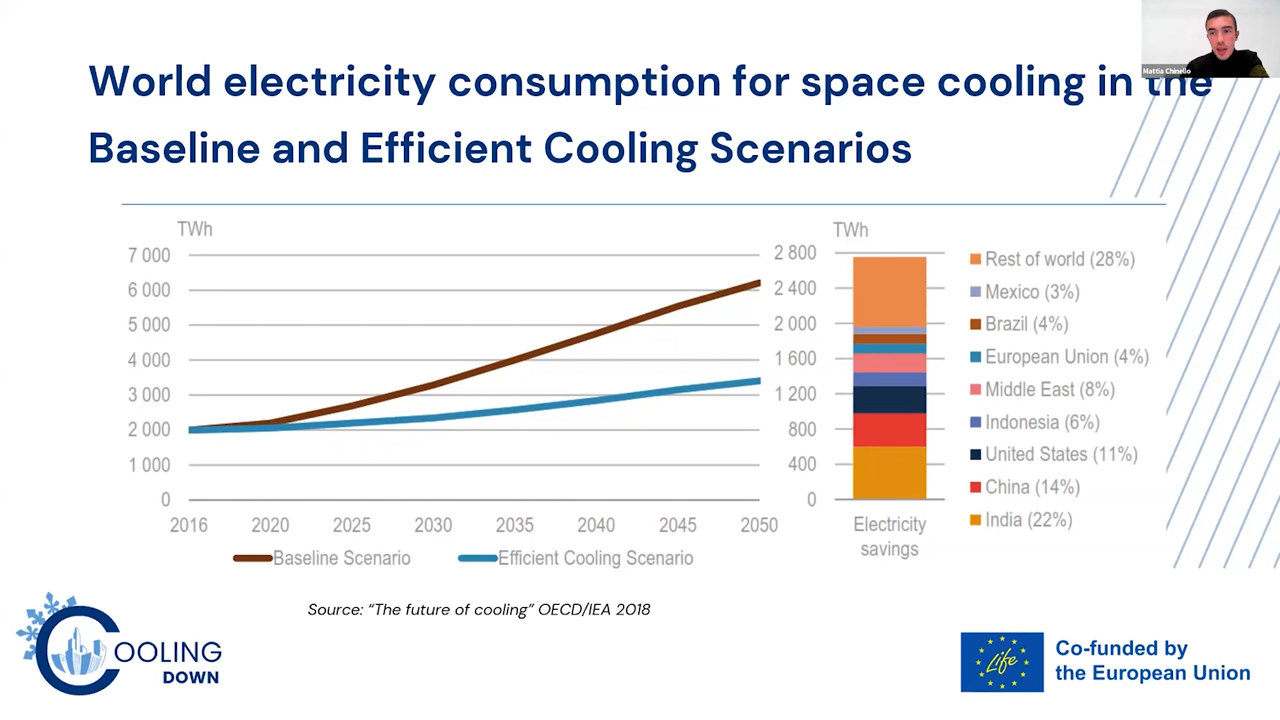 Mattia Chinello
World electricity consumption for space cooling in the
Baseline and Efficient Cooling Scenarios
TWh
7 000
6 000
5 000
4 000
3 000
2 000
1 000
0
2016 2020 2025 2030 2035 2040 2045 2050
Baseline Scenario Efficient Cooling Scenario
TWh
2 800
2 400
2 000
1 600
1 200
800
400
0
Electricity
savings
Rest of world (28%)
Mexico (3%)
Brazil (4%)
European Union (4%)
Middle East (8%)
Indonesia (6%)
United States (11%)
China (14%)
India (22%)
Source: “The future of cooling” OECD/IEA 2018
COOLING
DOWN
Life
Co-funded by
the European Union